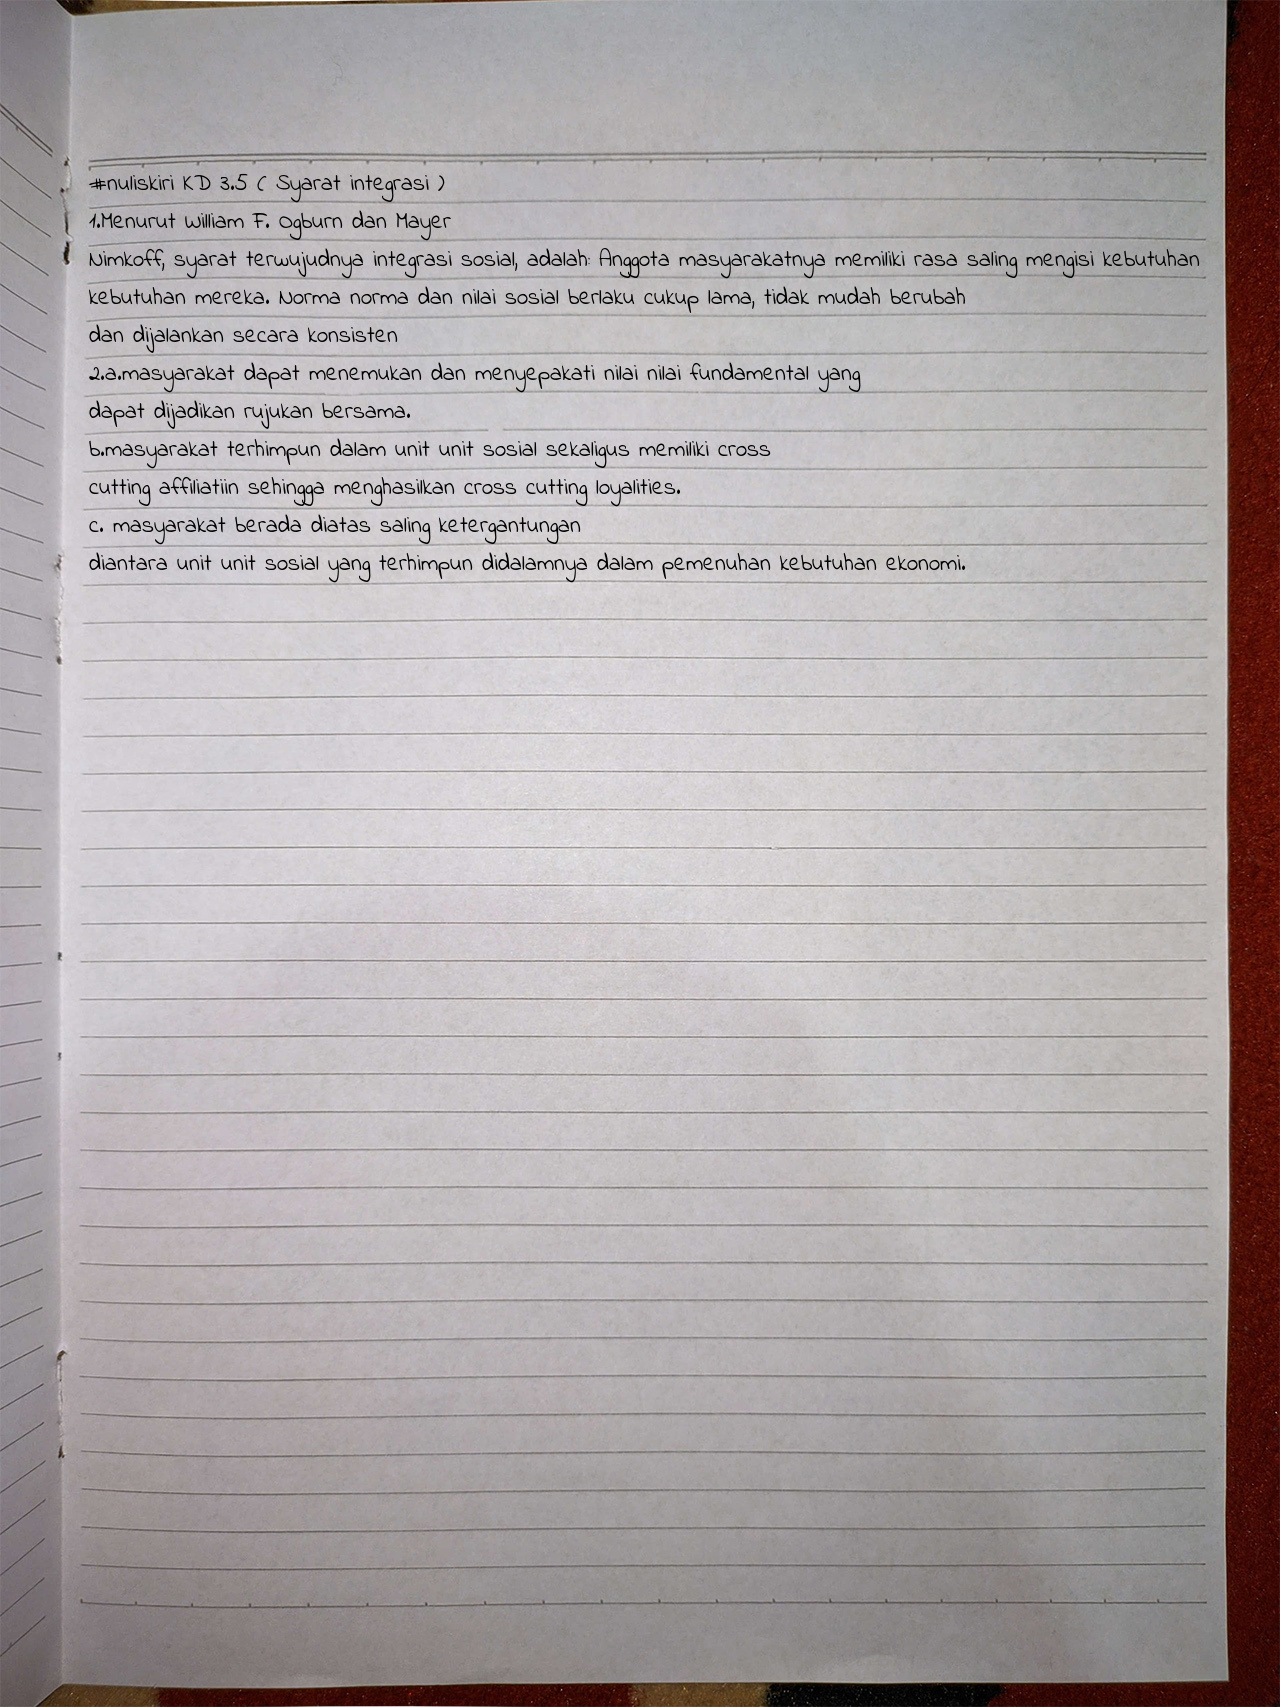 #nuliskiri KD 3.5 ( Syarat integrasi )
1.Menurut William F. Ogburn dan Mayer
Nimkoff, syarat terwujudnya integrasi sosial, adalah: Anggota masyarakatnya memiliki rasa saling mengisi kebutuhan
kebutuhan mereka. Norma norma dan nilai sosial berlaku cukup lama, tidak mudah berubah
dan dijalankan secara konsisten
2.a.masyarakat dapat menemukan dan menyepakati nilai nilai fundamental yang
dapat dijadikan rujukan bersama.
b.masyarakat terhimpun dalam unit unit sosial sekaligus memiliki cross
cutting affiliatiin sehingga menghasilkan cross cutting loyalities.
c. masyarakat berada diatas saling ketergantungan
diantara unit unit sosial yang terhimpun didalamnya dalam pemenuhan kebutuhan ekonomi.